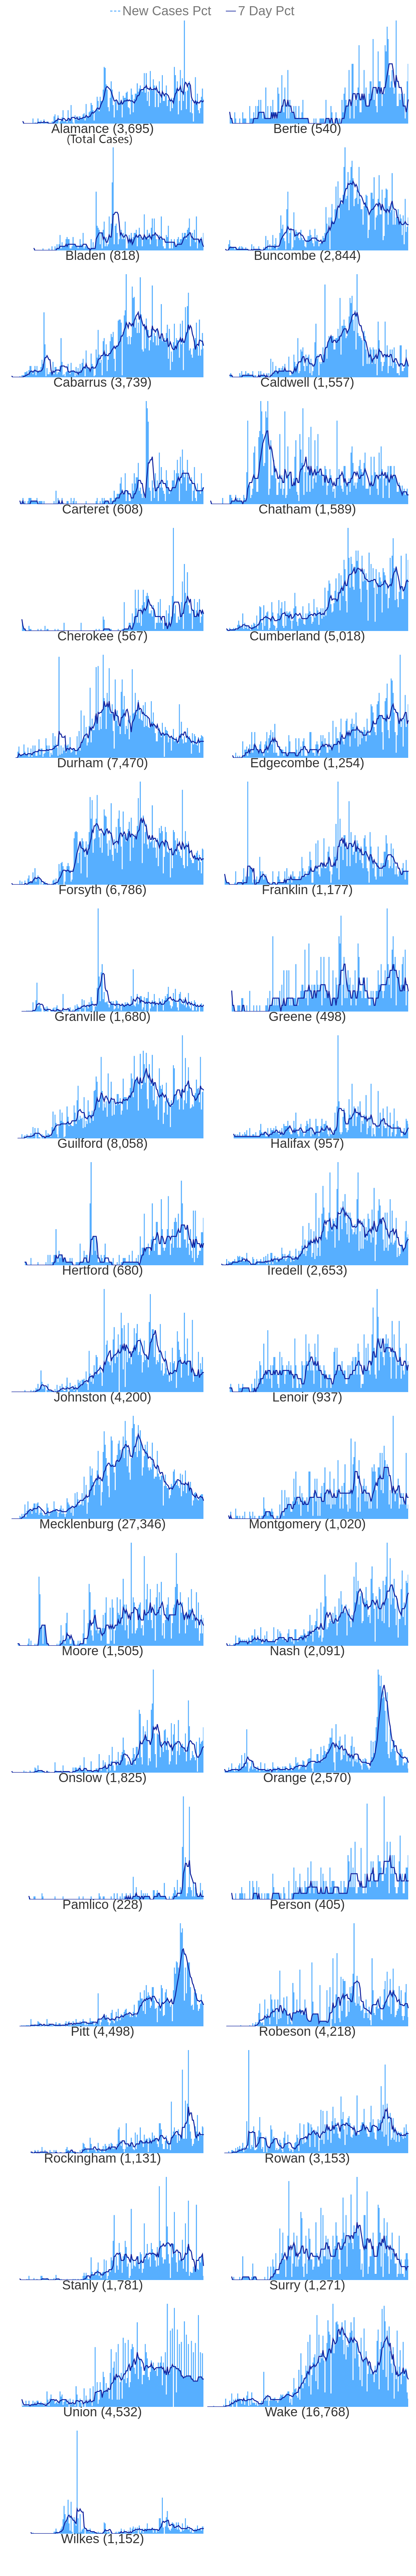 New Cases Pct 7 Day Pct
Alamance (3,695) Bertie (540)
(Total Cases)
Bladen (818) Buncombe (2,844)
Cabarrus (3,739) Caldwell (1,557)
Carteret (608) Chatham (1,589)
Cherokee (567) Cumberland (5,018)
Durham (7,470) Edgecombe (1,254)
Forsyth (6,786) Franklin (1,177)
Granville (1,680) Greene (498)
Guilford (8,058) Halifax (957)
Hertford (680) Iredell (2,653)
Johnston (4,200) Lenoir (937)
Mecklenburg (27,346) Montgomery (1,020)
Moore (1,505) Nash (2,091)
Onslow (1,825) Orange (2,570)
Pamlico (228) Person (405)
Pitt (4,498) Robeson (4,218)
Rockingham (1,131) Rowan (3,153)
Stanly (1,781) Surry (1,271)
Union (4,532) Wake (16,768)
Wilkes (1,152)